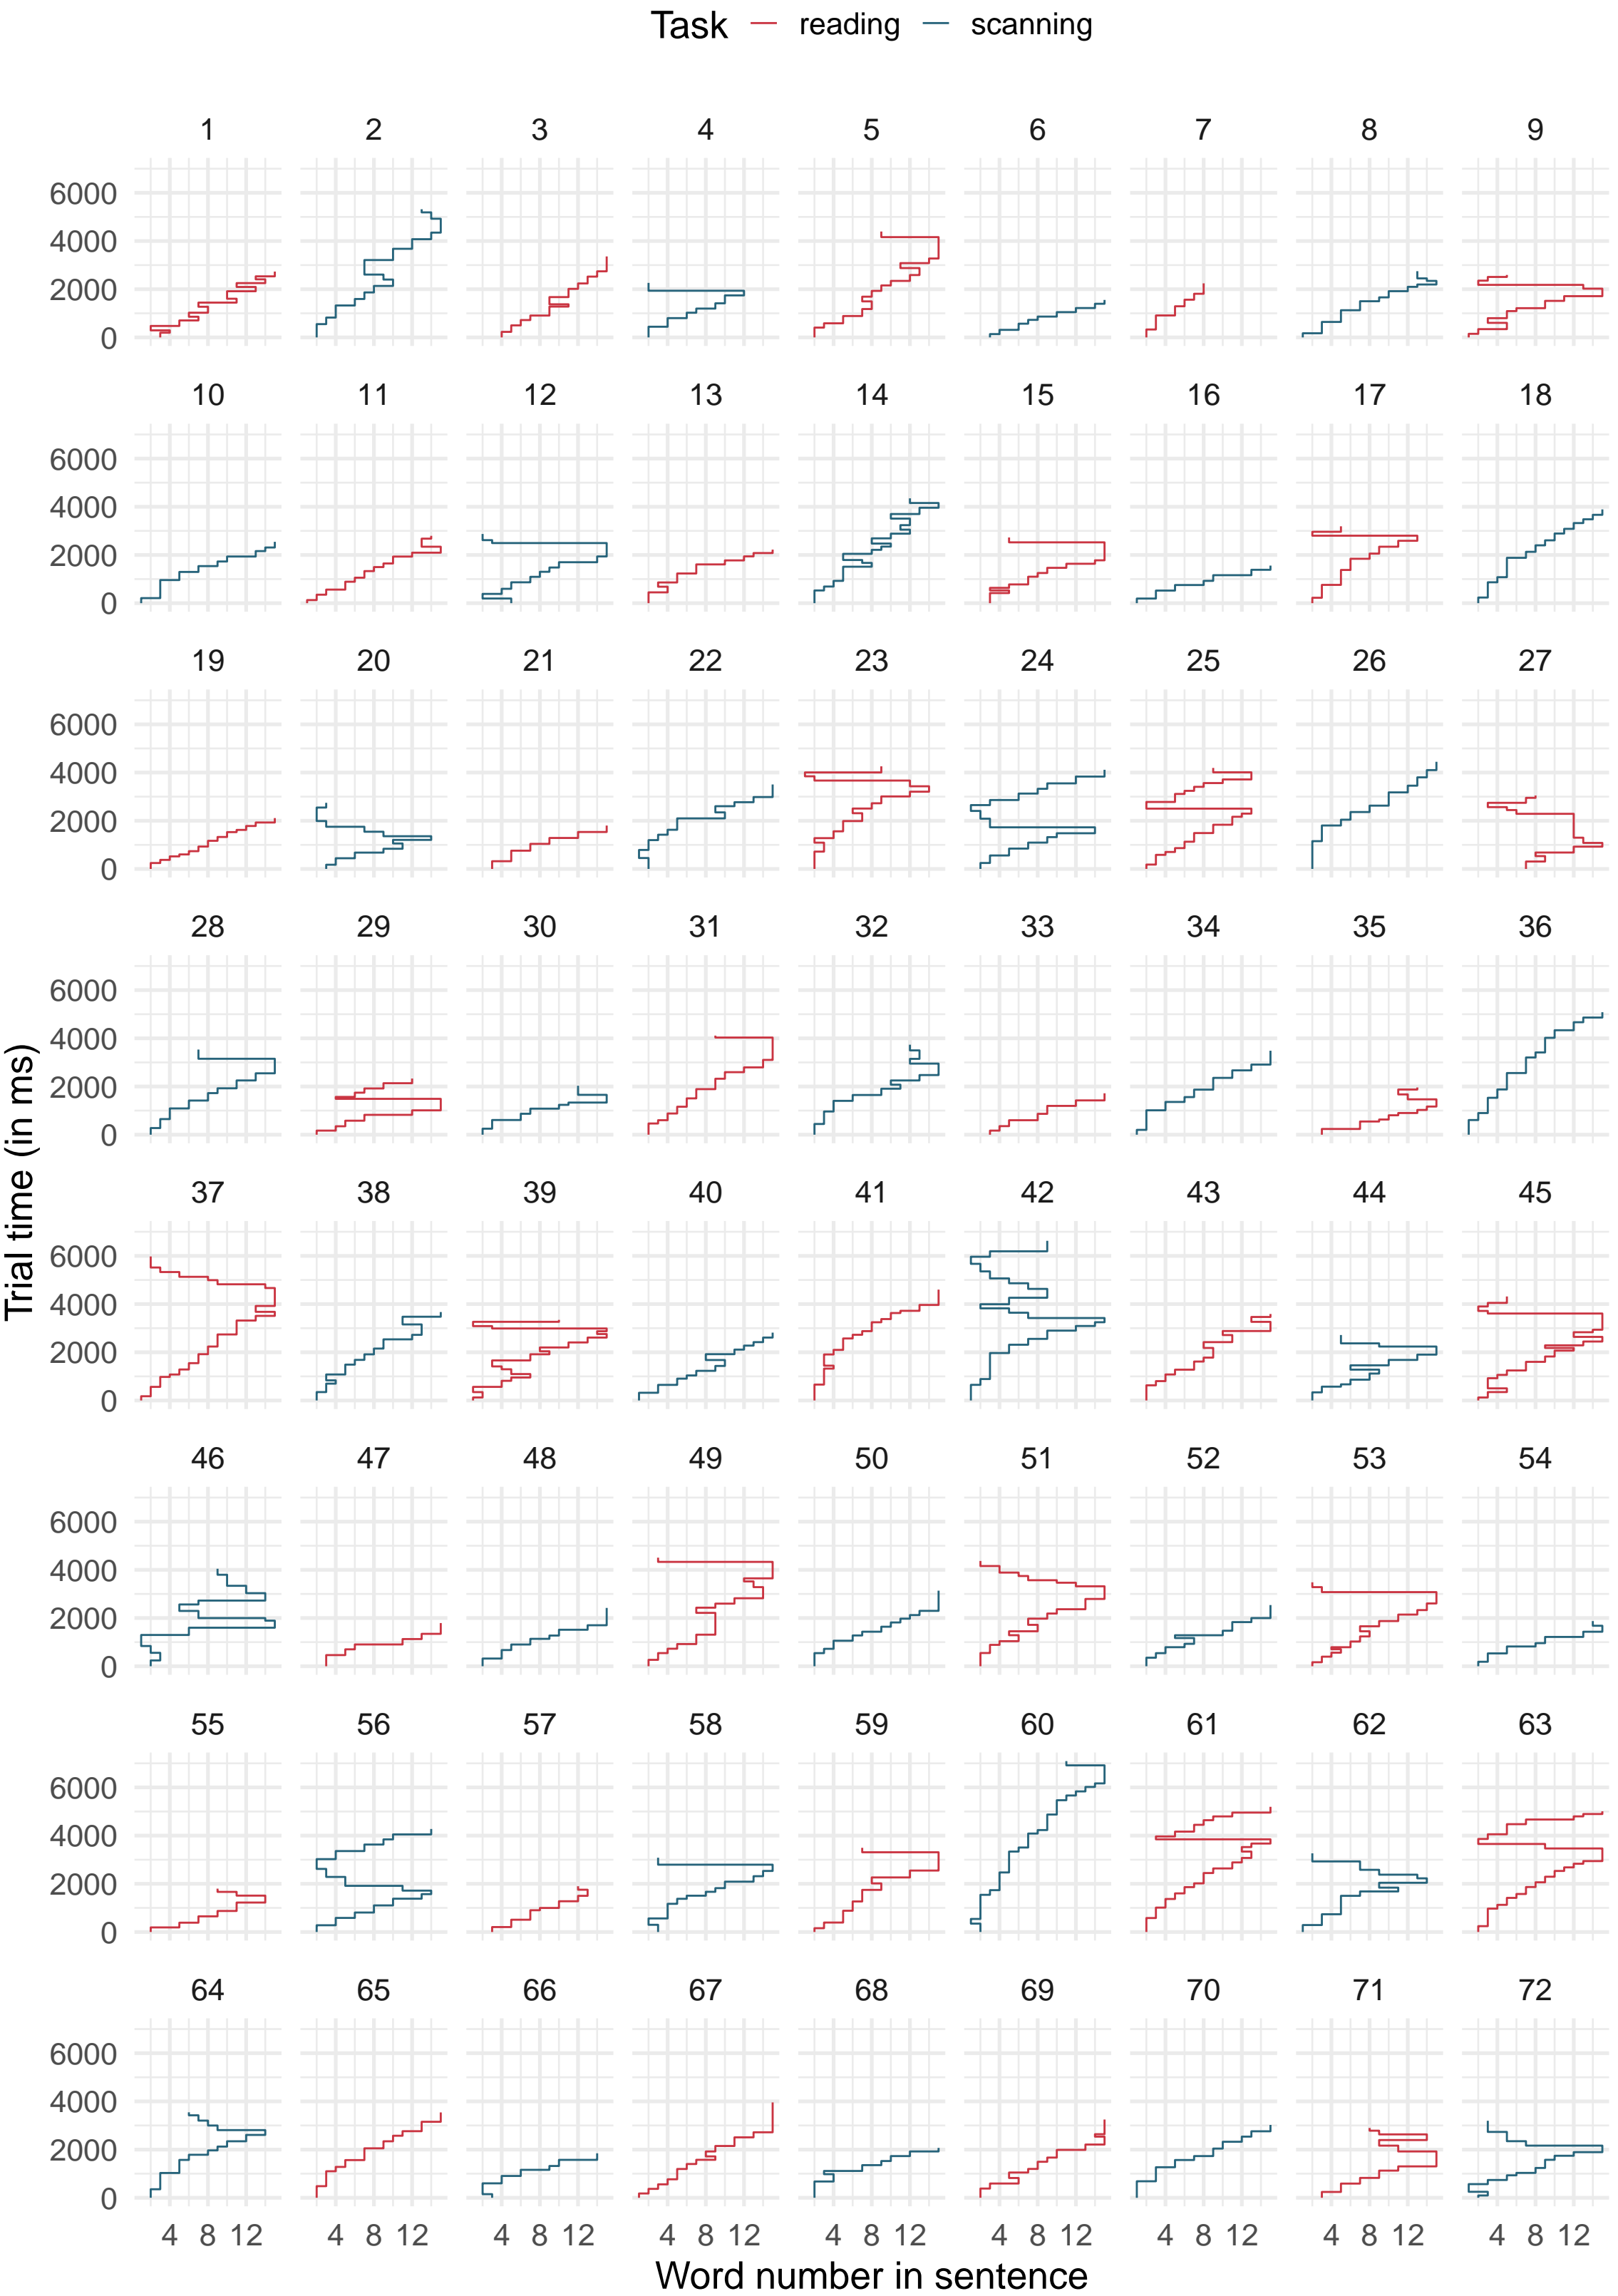 Task reading scanning
1 2 3 4 5 6 7 8 9
6000
4000
2000
0
10 11 12 13 14 15 16 17 18
6000
4000
2000
0
19 20 21 22 23 24 25 26 27
6000
4000
2000
0
28 29 30 31 32 33 34 35 36
6000
4000
2000
0
Trial time (in ms)
37 38 39 40 41 42 43 44 45
6000
4000
2000
0
46 47 48 49 50 51 52 53 54
6000
4000
2000
0
55 56 57 58 59 60 61 62 63
6000
4000
2000
0
64 65 66 67 68 69 70 71 72
6000
4000
2000
0
4 8 12 4 8 12 4 8 12 4 8 12 4 8 12 4 8 12 4 8 12 4 8 12 4 8 12
Word number in sentence